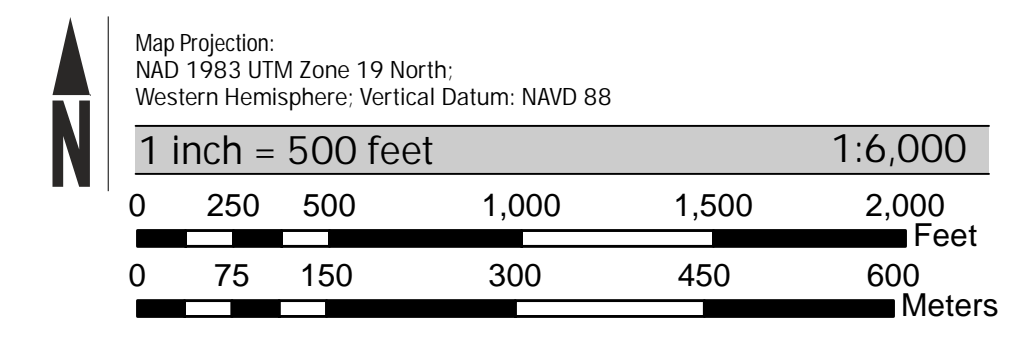 N
Map Projection:
NAD 1983 UTM Zone 19 North;
Western Hemisphere; Vertical Datum: NAVD 88
1 inch = 500 feet 1:6,000
0 250 500 1,000 1,500 2,000
Feet
0 75 150 300 450 600
Meters